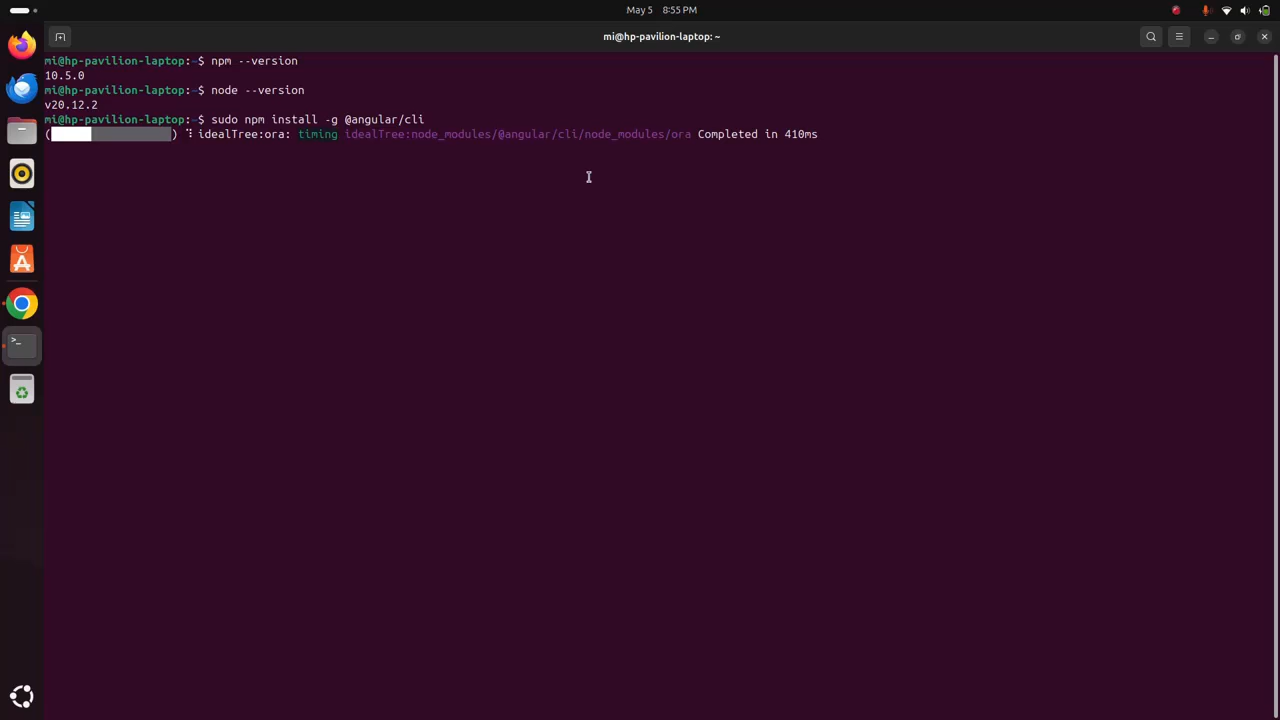 May 5 8:55 PM
mi@hp-pavilion-laptop: ~
mi@hp-pavilion-laptop:~$ npm --version
10.5.0
mi@hp-pavilion-laptop:~$ node --version
v20.12.2
mi@hp-pavilion-laptop:~$ sudo npm install -g @angular/cli
() ⠹ idealTree:ora: timing idealTree:node_modules/@angular/cli/node_modules/ora Completed in 410ms